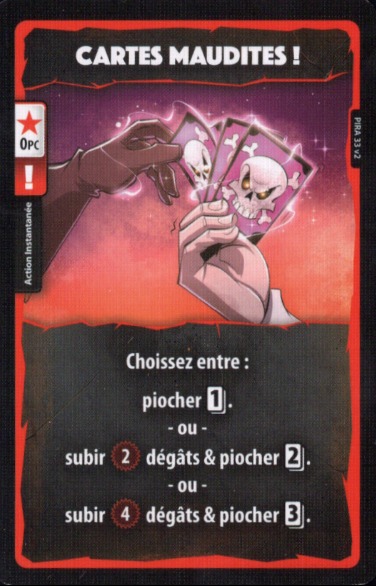 CARTES MAUDITES !
0PC
!
Action Instantanée
PIRA 33 v2
Choissez entre :
piocher 1.
- ou -
subir 2 dégâts & piocher 2.
- ou -
subir 4 dégâts & piocher 3.